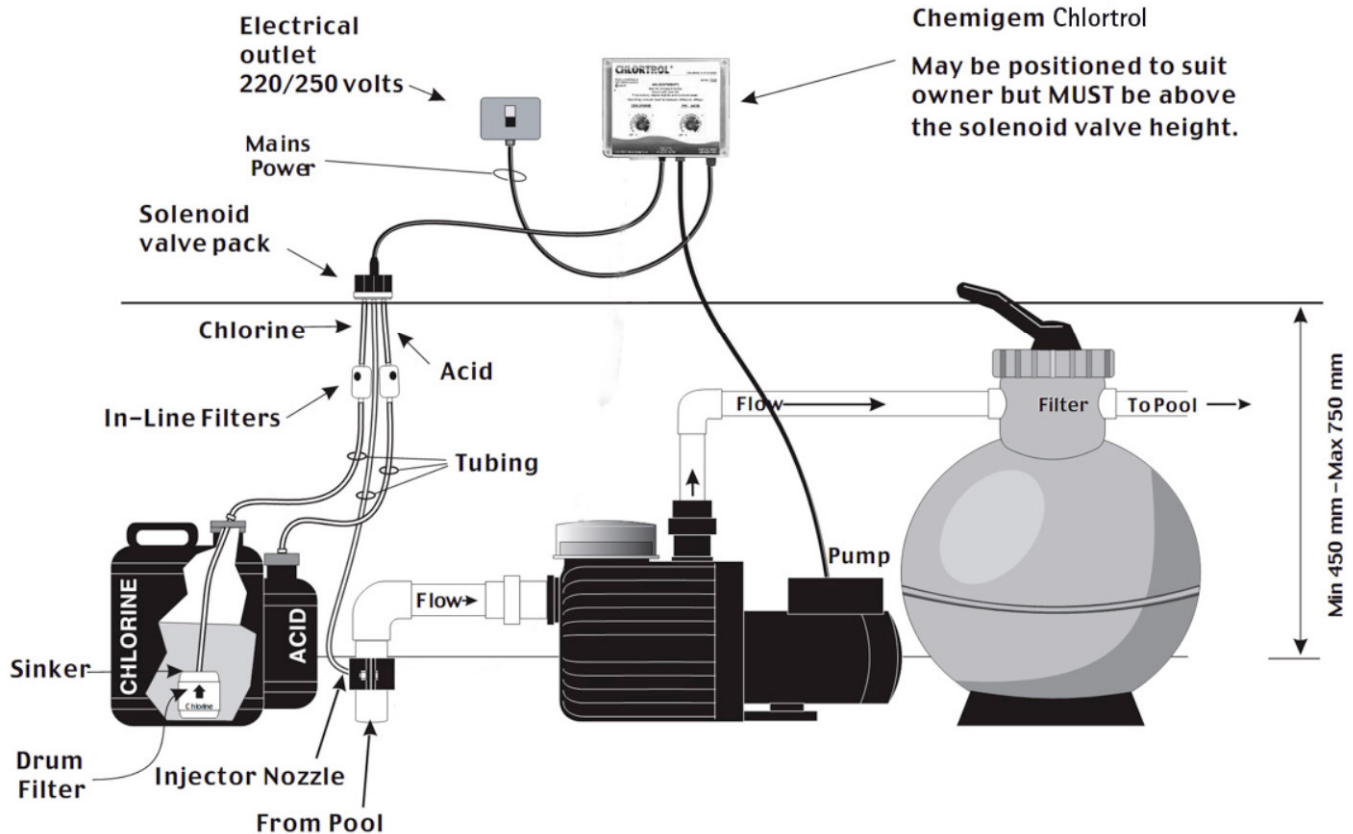 Electrical
outlet
220/250 volts
Chemigem Chlortrol
May be positioned to suit
owner but MUST be above
the solenoid valve height.
CHLORTROL
Mains
Power
Solenoid
valve pack
Chlorine
Acid
In-Line Filters
Tubing
Flow
Filter
To Pool
Min 450 mm -Max 750 mm
Pump
Flow
CHLORINE
ACID
Sinker
Chlorine
Drum
Filter
Injector Nozzle
From Pool